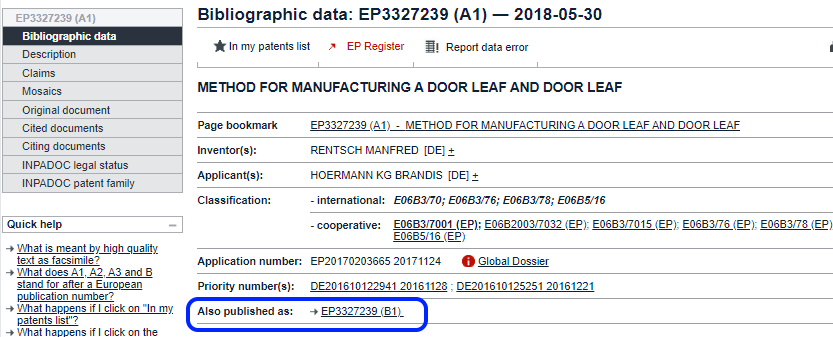 EP3327239 (A1)
Bibliographic data
Description
Claims
Mosaics
Original document
Cited documents
Citing documents
INPADOC legal status
INPADOC patent family
Quick help
What is meant by high quality
text as facsimile?
What does A1, A2, A3 and B
stand for after a European
publication number?
What happens if I click on "In my
patents list"?
What happens if I click on the
Bibliographic data: EP3327239 (A1) — 2018-05-30
In my patents list EP Register Report data error
METHOD FOR MANUFACTURING A DOOR LEAF AND DOOR LEAF
Page bookmark EP3327239 (A1) - METHOD FOR MANUFACTURING A DOOR LEAF AND DOOR LEAF
Inventor(s): RENTSCH MANFRED [DE] +
Applicant(s): HOERMANN KG BRANDIS [DE] +
Classification: - international: E06B3/70; E06B3/76; E06B3/78; E06B5/16
- cooperative: E06B3/7001 (EP); E06B2003/7032 (EP); E06B3/7015 (EP); E06B3/76 (EP); E06B3/78 (EP)
E06B5/16 (EP)
Application number: EP20170203665 20171124 Global Dossier
Priority number(s): DE201610122941 20161128 ; DE201610125251 20161221
Also published as: EP3327239 (B1)